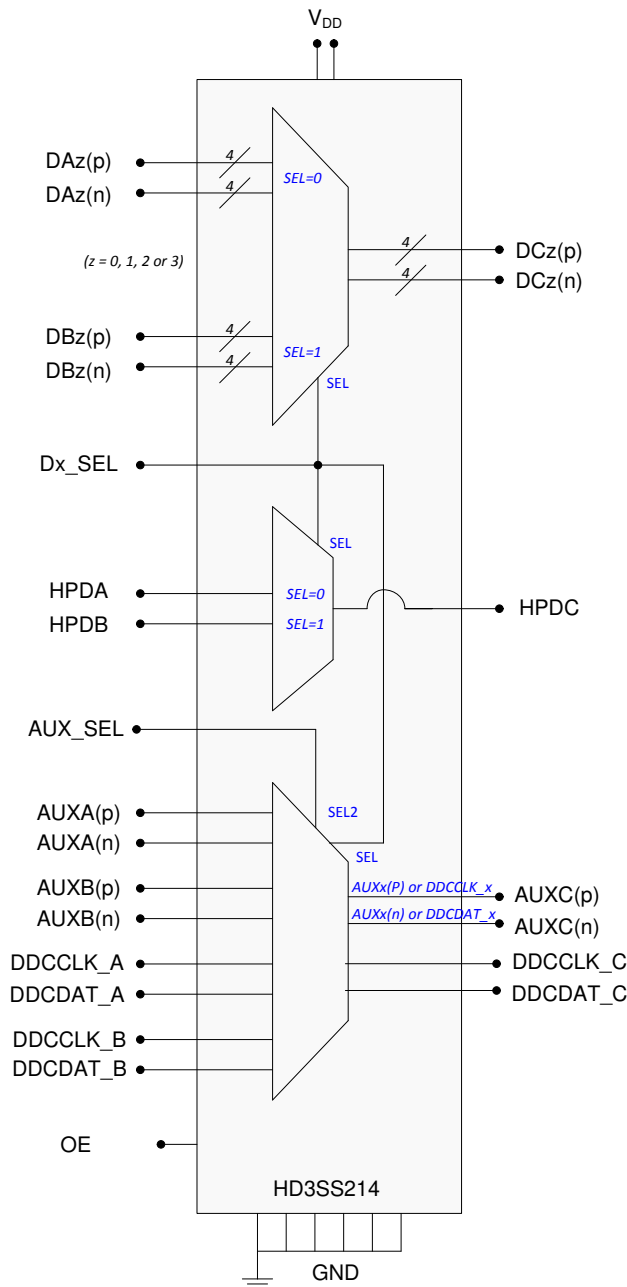 VDD
DAz(p)
4
DAz(n)
4
SEL=0
(z = 0, 1, 2 or 3)
4
DCz(p)
4
DCz(n)
DBz(p)
4
DBz(n)
4
SEL=1
SEL
Dx_SEL
SEL
HPDA
SEL=0
HPDB
SEL=1
HPDC
AUX_SEL
SEL2
AUXA(p)
AUXA(n)
SEL
AUXB(p)
AUXx(P) or DDCCLK_x
AUXC(p)
AUXB(n)
AUXx(n) or DDCDAT_x
AUXC(n)
DDCCLK_A
DDCCLK_C
DDCDAT_A
DDCDAT_C
DDCCLK_B
DDCDAT_B
OE
HD3SS214
GND